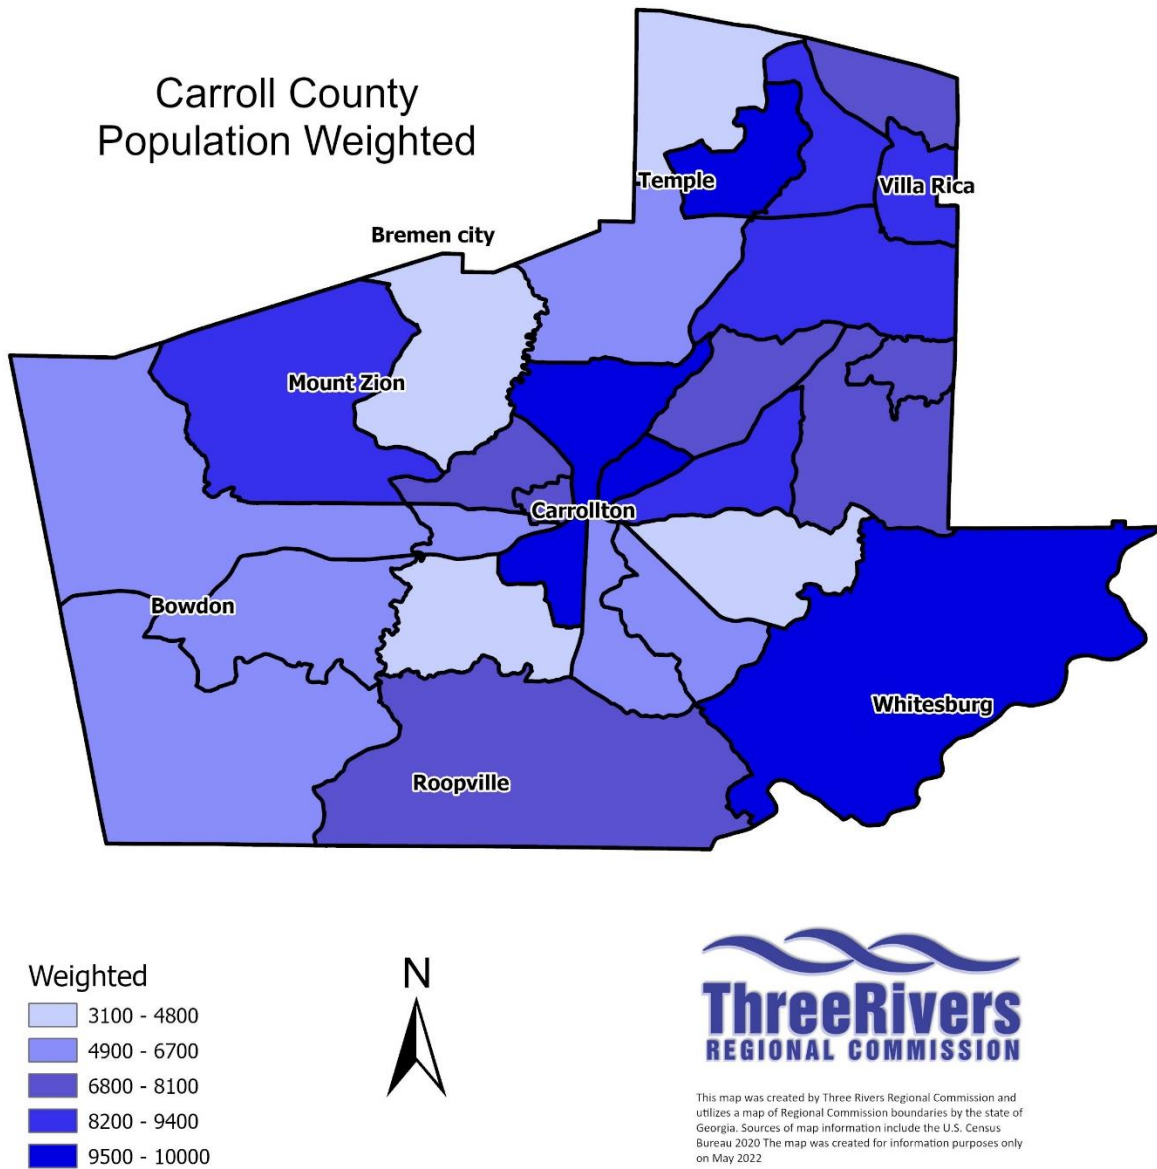 Carroll County
Population Weighted
Temple
Villa Rica
Bremen city
Mount Zion
Carrollton
Bowdon
Whitesburg
Roopville
Weighted
3100 - 4800
4900 - 6700
6800 - 8100
8200 - 9400
9500 - 10000
N
ThreeRivers
REGIONAL COMMISSION
This map was created by Three Rivers Regional Commission and
utilizes a map of Regional Commission boundaries by the state of
Georgia. Sources of map information include the U.S. Census
Bureau 2020 The map was created for information purposes only
on May 2022